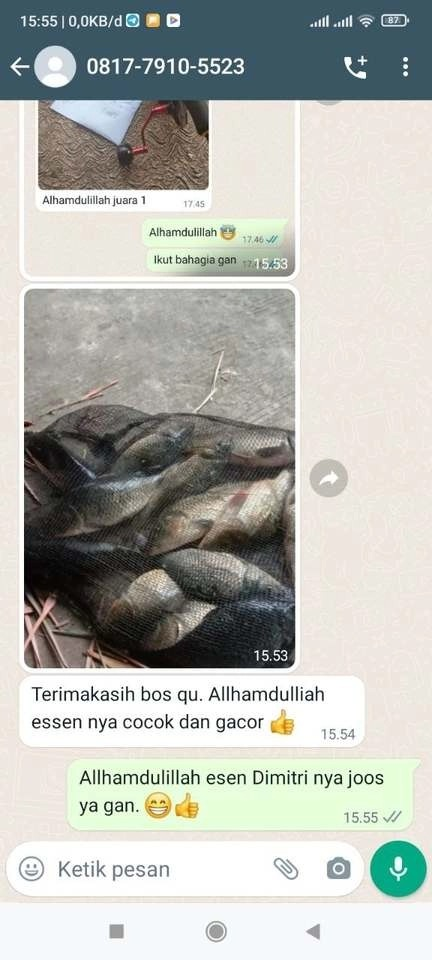 15:55 | 0,0KB/d
87
0817-7910-5523
Alhamdulillah juara 1
17.45
Alhamdulillah
17.46
Ikut bahagia gan
15.53
15.53
Terimakasih bos qu. Allhamdulliah
essen nya cocok dan gacor 👍
15.54
Allhamdulillah esen Dimitri nya joos
ya gan. 😁👍
15.55
Ketik pesan